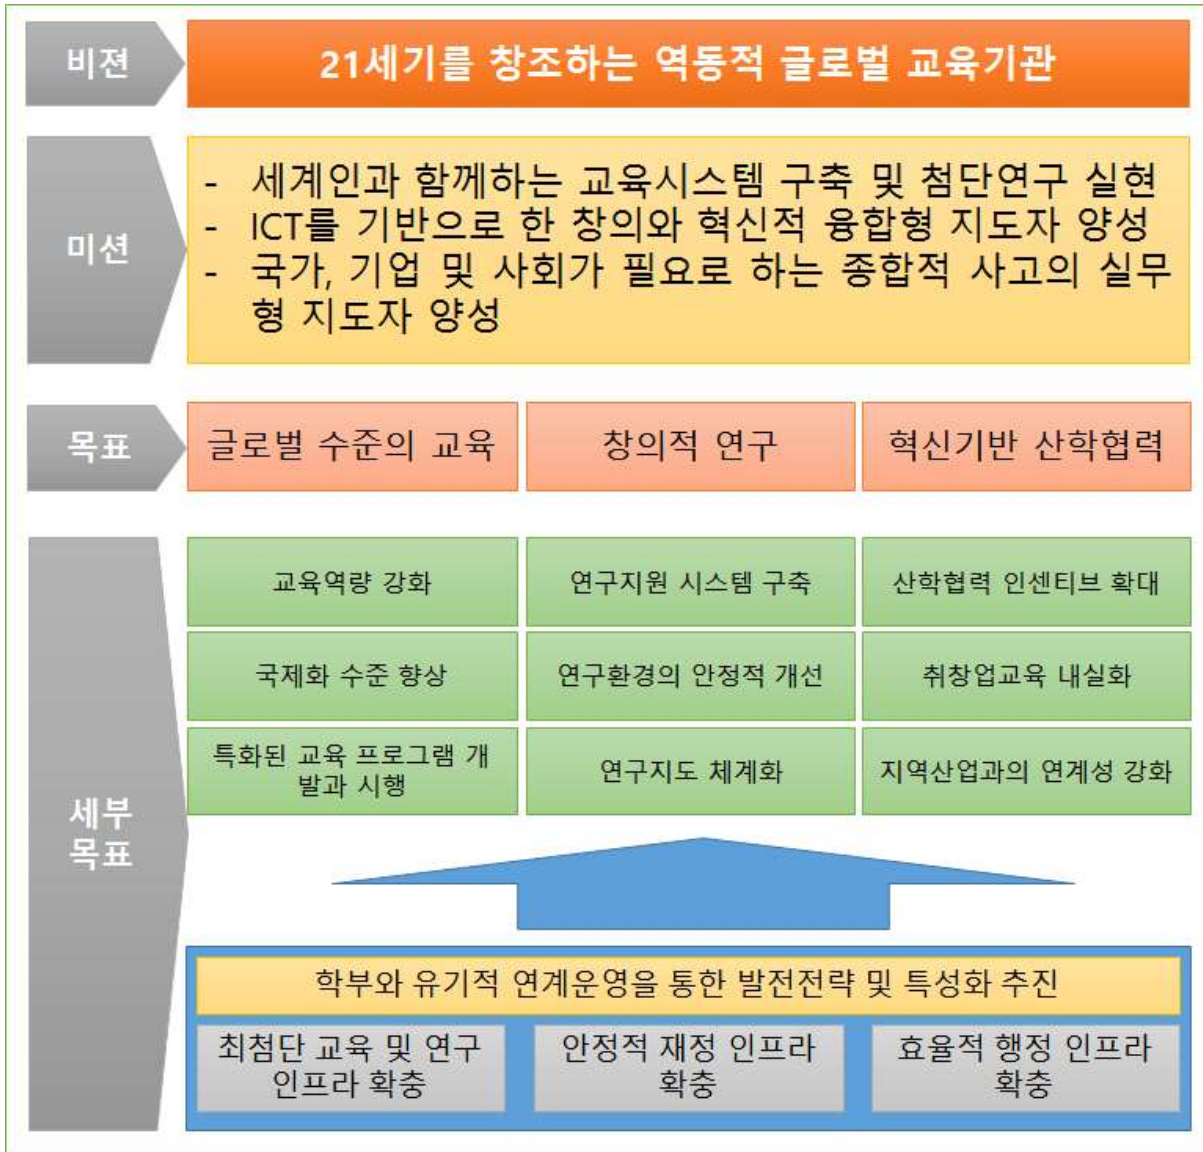 비젼
21세기를 창조하는 역동적 글로벌 교육기관
미션
- 세계인과 함께하는 교육시스템 구축 및 첨단연구 실현
- ICT를 기반으로 한 창의와 혁신적 융합형 지도자 양성
- 국가, 기업 및 사회가 필요로 하는 종합적 사고의 실무
형 지도자 양성
목표
글로벌 수준의 교육
창의적 연구
혁신기반 산학협력
세부
목표
교육역량 강화
연구지원 시스템 구축
산학협력 인센티브 확대
국제화 수준 향상
연구환경의 안정적 개선
취창업교육 내실화
특화된 교육 프로그램 개
발과 시행
연구지도 체계화
지역산업과의 연계성 강화
학부와 유기적 연계운영을 통한 발전전략 및 특성화 추진
최첨단 교육 및 연구
인프라 확충
안정적 재정 인프라
확충
효율적 행정 인프라
확충